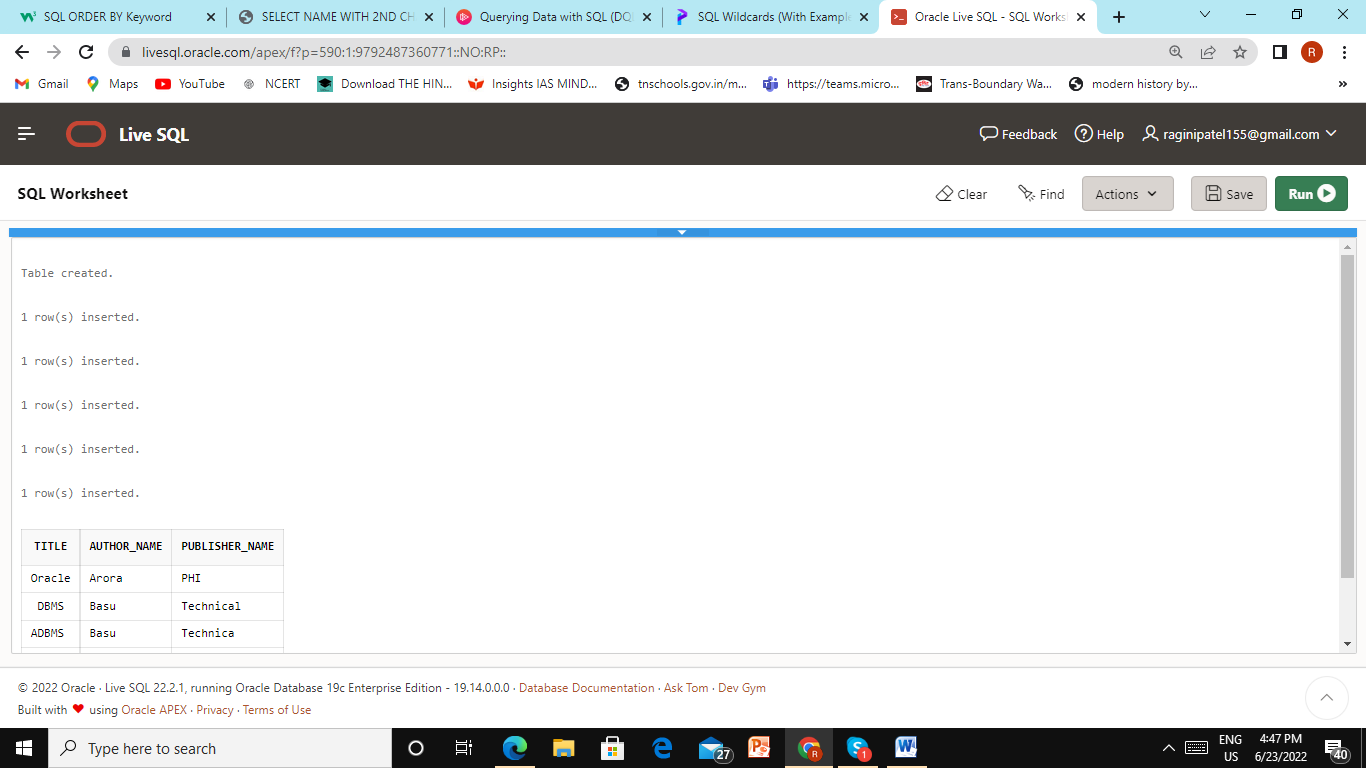 SQL ORDER BY Keyword
SELECT NAME WITH 2ND CH
Querying Data with SQL (DQ
SQL Wildcards (With Example
Oracle Live SQL - SQL Works
livesql.oracle.com/apex/f?p=590:1:9792487360771::NO:RP::
R
Gmail
Maps
YouTube
NCERT
Download THE HIN...
Insights IAS MIND...
tnschools.gov.in/m...
https://teams.micro...
Trans-Boundary Wa...
modern history by...
»
Live SQL
Feedback
Help
raginipatel155@gmail.com
SQL Worksheet
Clear
Find
Actions
Save
Run
Table created.
1 row(s) inserted.
1 row(s) inserted.
1 row(s) inserted.
1 row(s) inserted.
1 row(s) inserted.
TITLE AUTHOR_NAME PUBLISHER_NAME
Oracle Arora PHI
DBMS Basu Technical
ADBMS Basu Technica
© 2022 Oracle · Live SQL 22.2.1, running Oracle Database 19c Enterprise Edition - 19.14.0.0.0 · Database Documentation · Ask Tom · Dev Gym
Built with ❤ using Oracle APEX · Privacy · Terms of Use
Type here to search
27
R
1
ENG
US
4:47 PM
6/23/2022
40